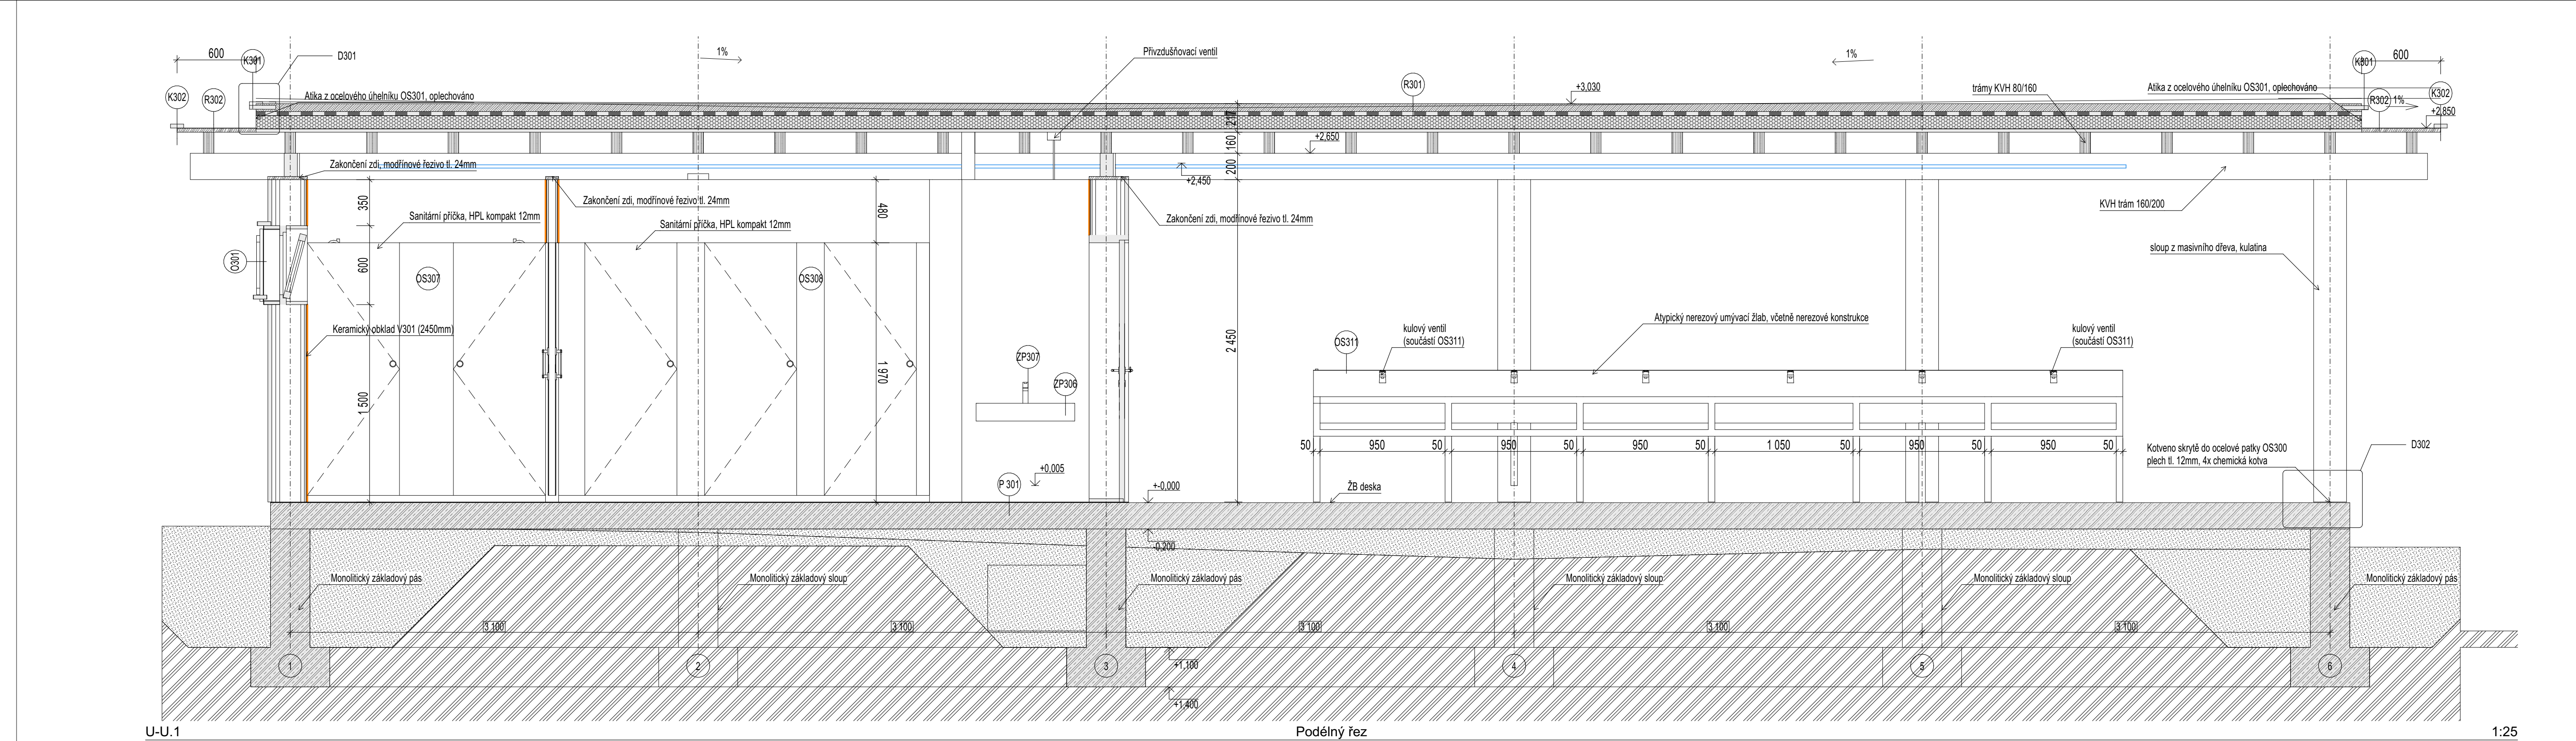 600
K301
D301
1%
Přivzdušňovací ventil
1%
K301
600
K302
R302
Atika z ocelového úhelníku OS301, oplechováno
R301
+3,030
trámy KVH 80/160
Atika z ocelového úhelníku OS301, oplechováno
R302
1%
K302
+2,850
217
160
200
+2,650
+2,450
Zakončení zdi, modřínové řezivo tl. 24mm
Zakončení zdi, modřínové řezivo tl. 24mm
Zakončení zdi, modřínové řezivo tl. 24mm
KVH trám 160/200
350
480
Sanitární příčka, HPL kompakt 12mm
Sanitární příčka, HPL kompakt 12mm
sloup z masivního dřeva, kulatina
O301
600
OS307
OS308
Keramický obklad V301 (2450mm)
2 450
Atypický nerezový umývací žlab, včetně nerezové konstrukce
kulový ventil
(součástí OS311)
kulový ventil
(součástí OS311)
OS311
ZP307
ZP306
1 970
1 500
50
950
50
950
50
950
50
1 050
50
950
50
950
50
Kotveno skrytě do ocelové patky OS300
plech tl. 12mm, 4x chemická kotva
D302
+0,005
P 301
+-0,000
ŽB deska
-0,200
Monolitický základový pás
Monolitický základový sloup
Monolitický základový pás
Monolitický základový sloup
Monolitický základový sloup
Monolitický základový pás
3 100
3 100
3 100
3 100
3 100
1
2
3
4
5
6
+1,100
+1,400
U-U.1
Podélný řez
1:25